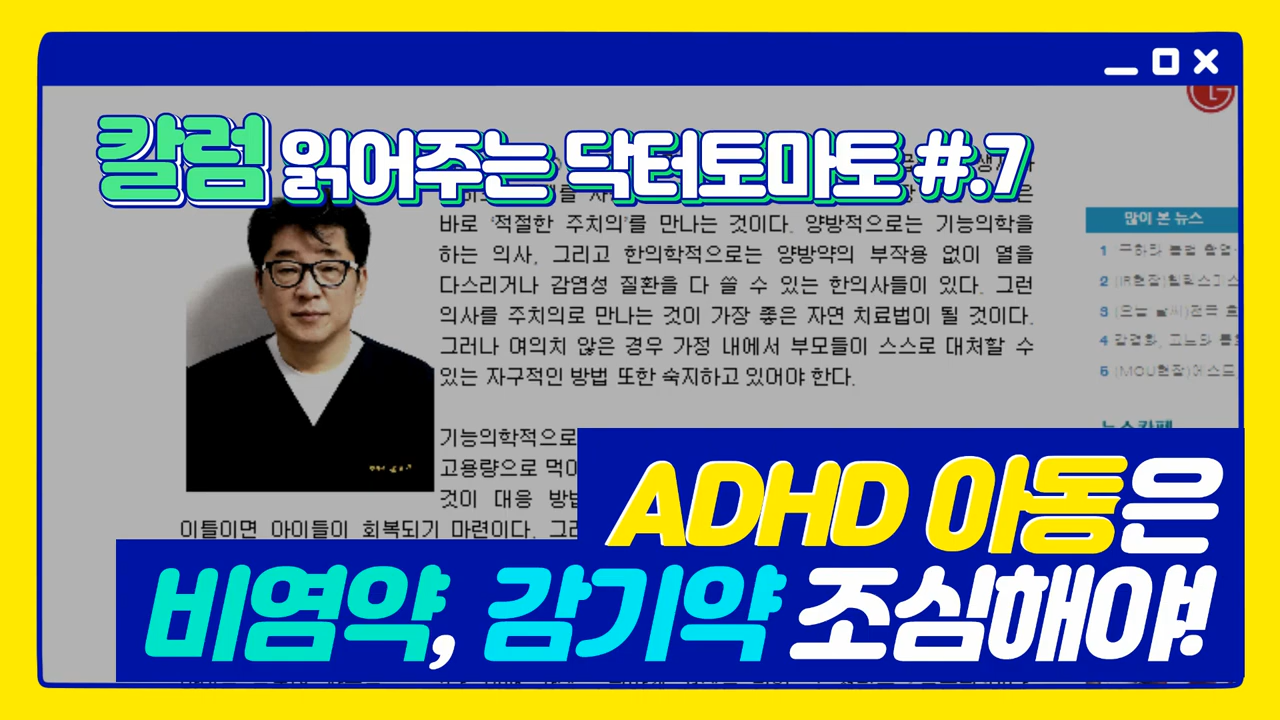 칼럼 읽어주는 닥터토마토 #.7
바로 '적절한 주치의'를 만나는 것이다. 양방적으로는 기능의학을
하는 의사, 그리고 한의학적으로는 양방약의 부작용 없이 열을
다스리거나 감염성 질환을 다 쓸 수 있는 한의사들이 있다. 그런
의사를 주치의로 만나는 것이 가장 좋은 자연 치료법이 될 것이다.
그러나 여의치 않은 경우 가정 내에서 부모들이 스스로 대처할 수
있는 자구적인 방법 또한 숙지하고 있어야 한다.
기능의학적으로
고용량으로 먹이
것이 대응 방법
이들이면 아이들이 회복되기 마련이다. 그러
많이 본 뉴스
1
2
3
4
5
뉴스카페
ADHD 아동은
비염약, 감기약 조심해야!